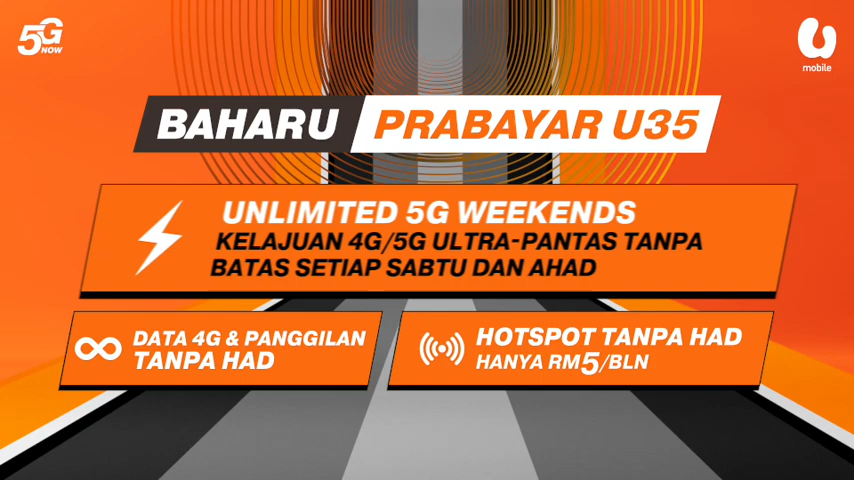 5G NOW
U mobile
BAHARU PRABAYAR U35
UNLIMITED 5G WEEKENDS
KELAJUAN 4G/5G ULTRA-PANTAS TANPA
BATAS SETIAP SABTU DAN AHAD
DATA 4G & PANGGILAN
TANPA HAD
HOTSPOT TANPA HAD
HANYA RM5/BLN